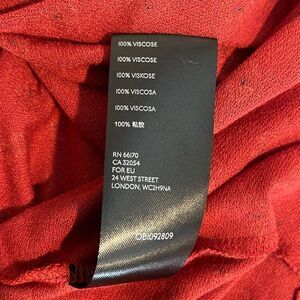 100% VISCOSE
100% VISCOSE
100% VISKOSE
100% VISCOSA
100% VISCOSA
100% 粘胶
RN 66170
CA 32054
FOR EU
24 WEST STREET
LONDON, WC2H9NA
OBI092809